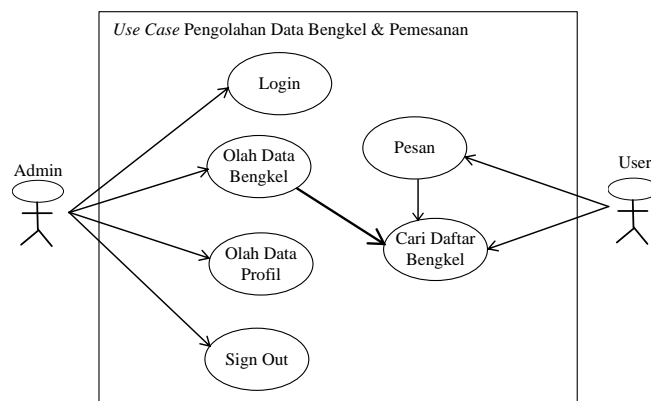 Use Case Pengolahan Data Bengkel & Pemesanan
Login
Admin
Olah Data
Bengkel
Pesan
User
Olah Data
Profil
Cari Daftar
Bengkel
Sign Out